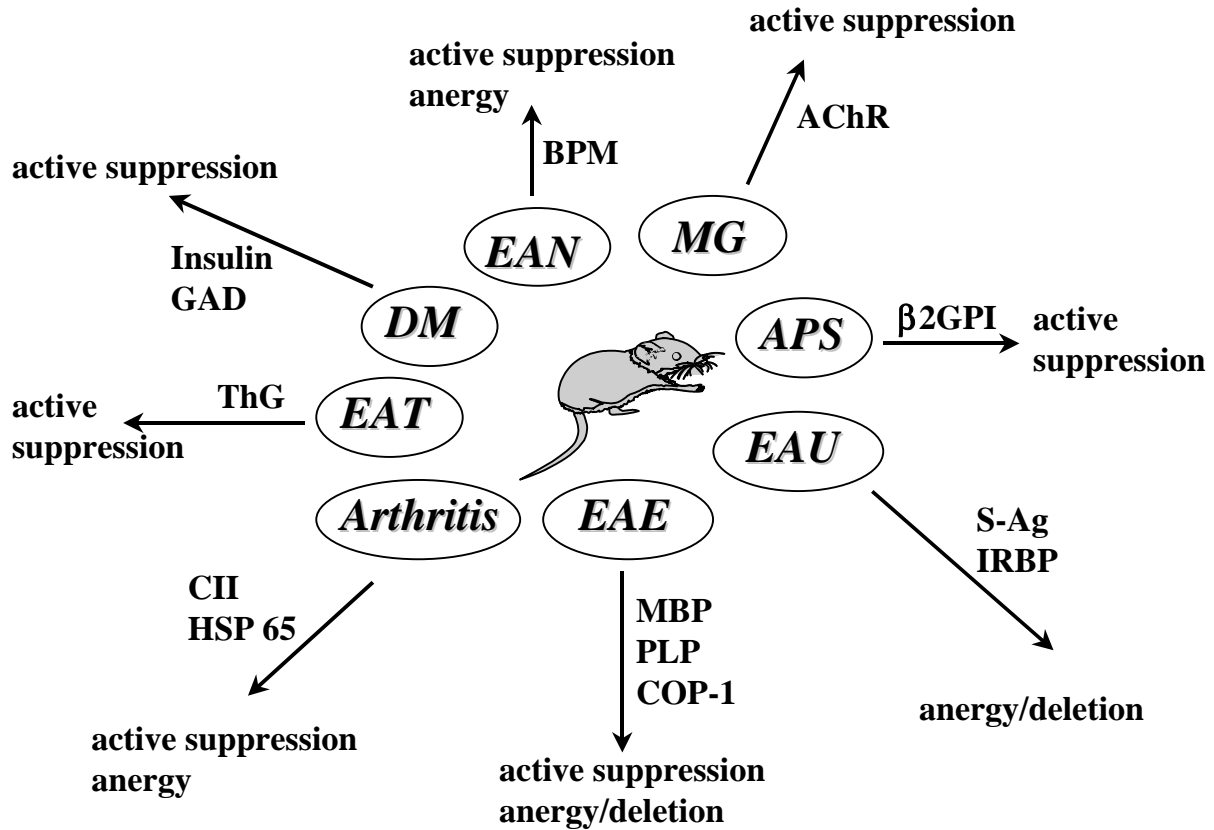 active suppression
active suppression
anergy
AChR
BPM
active suppression
MG
EAN
Insulin
GAD
DM
APS
β2GPI
active
suppression
ThG
EAT
active
suppression
EAU
Arthritis
EAE
S-Ag
IRBP
CII
HSP 65
MBP
PLP
COP-1
anergy/deletion
active suppression
anergy
active suppression
anergy/deletion